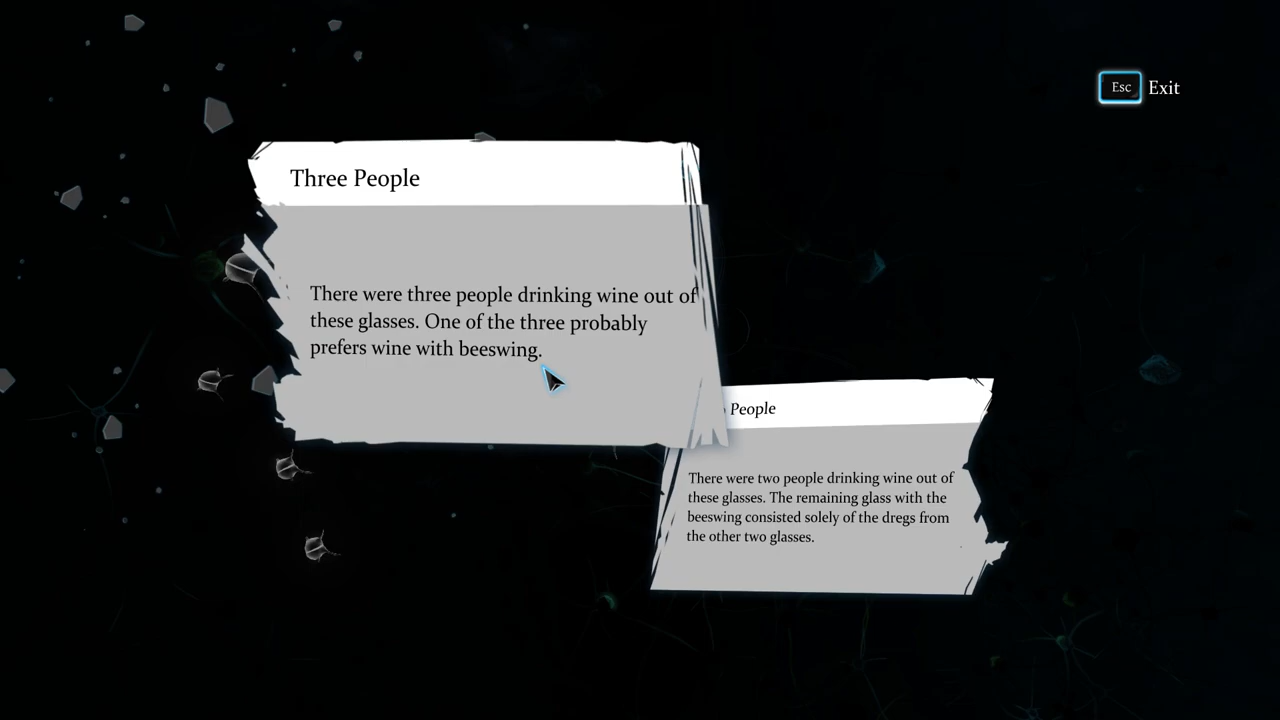 Esc Exit
Three People
There were three people drinking wine out of
these glasses. One of the three probably
prefers wine with beeswing.
People
There were two people drinking wine out of
these glasses. The remaining glass with the
beeswing consisted solely of the dregs from
the other two glasses.